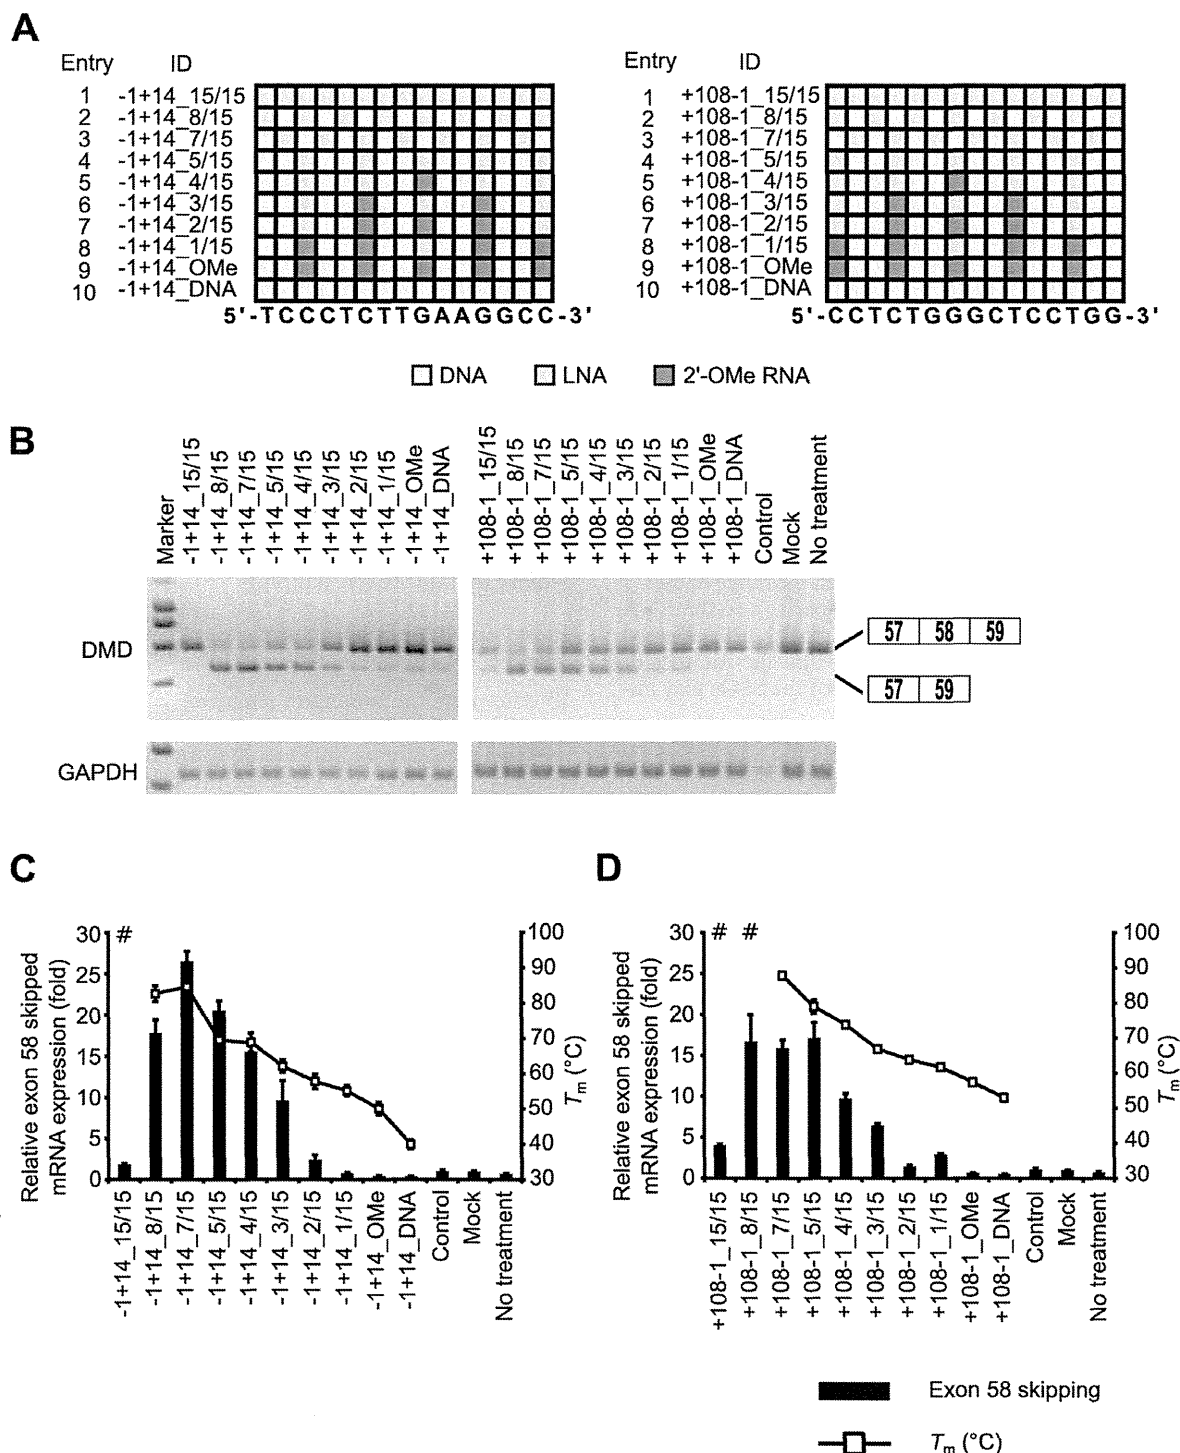 A
Entry ID
1 -1+14_15/15
2 -1+14_8/15
3 -1+14_7/15
4 -1+14_5/15
5 -1+14_4/15
6 -1+14_3/15
7 -1+14_2/15
8 -1+14_1/15
9 -1+14_OMe
10 -1+14_DNA
5'-TCCCTCTTGAAGGCC-3'
Entry ID
1 +108-1_15/15
2 +108-1_8/15
3 +108-1_7/15
4 +108-1_5/15
5 +108-1_4/15
6 +108-1_3/15
7 +108-1_2/15
8 +108-1_1/15
9 +108-1_OMe
10 +108-1_DNA
5'-CCTCTGGGCTCCTGG-3'
DNA LNA 2'-OMe RNA
B
Marker
-1+14_15/15
-1+14_8/15
-1+14_7/15
-1+14_5/15
-1+14_4/15
-1+14_3/15
-1+14_2/15
-1+14_1/15
-1+14_OMe
-1+14_DNA
+108-1_15/15
+108-1_8/15
+108-1_7/15
+108-1_5/15
+108-1_4/15
+108-1_3/15
+108-1_2/15
+108-1_1/15
+108-1_OMe
+108-1_DNA
Control
Mock
No treatment
DMD
57 58 59
57 59
GAPDH
C
Relative exon 58 skipped
mRNA expression (fold)
30
25
20
15
10
5
0
#
100
90
80
70
60
50
40
30
Tm (°C)
-1+14_15/15
-1+14_8/15
-1+14_7/15
-1+14_5/15
-1+14_4/15
-1+14_3/15
-1+14_2/15
-1+14_1/15
-1+14_OMe
-1+14_DNA
Control
Mock
No treatment
D
Relative exon 58 skipped
mRNA expression (fold)
30
25
20
15
10
5
0
# #
100
90
80
70
60
50
40
30
Tm (°C)
+108-1_15/15
+108-1_8/15
+108-1_7/15
+108-1_5/15
+108-1_4/15
+108-1_3/15
+108-1_2/15
+108-1_1/15
+108-1_OMe
+108-1_DNA
Control
Mock
No treatment
Exon 58 skipping
Tm (°C)